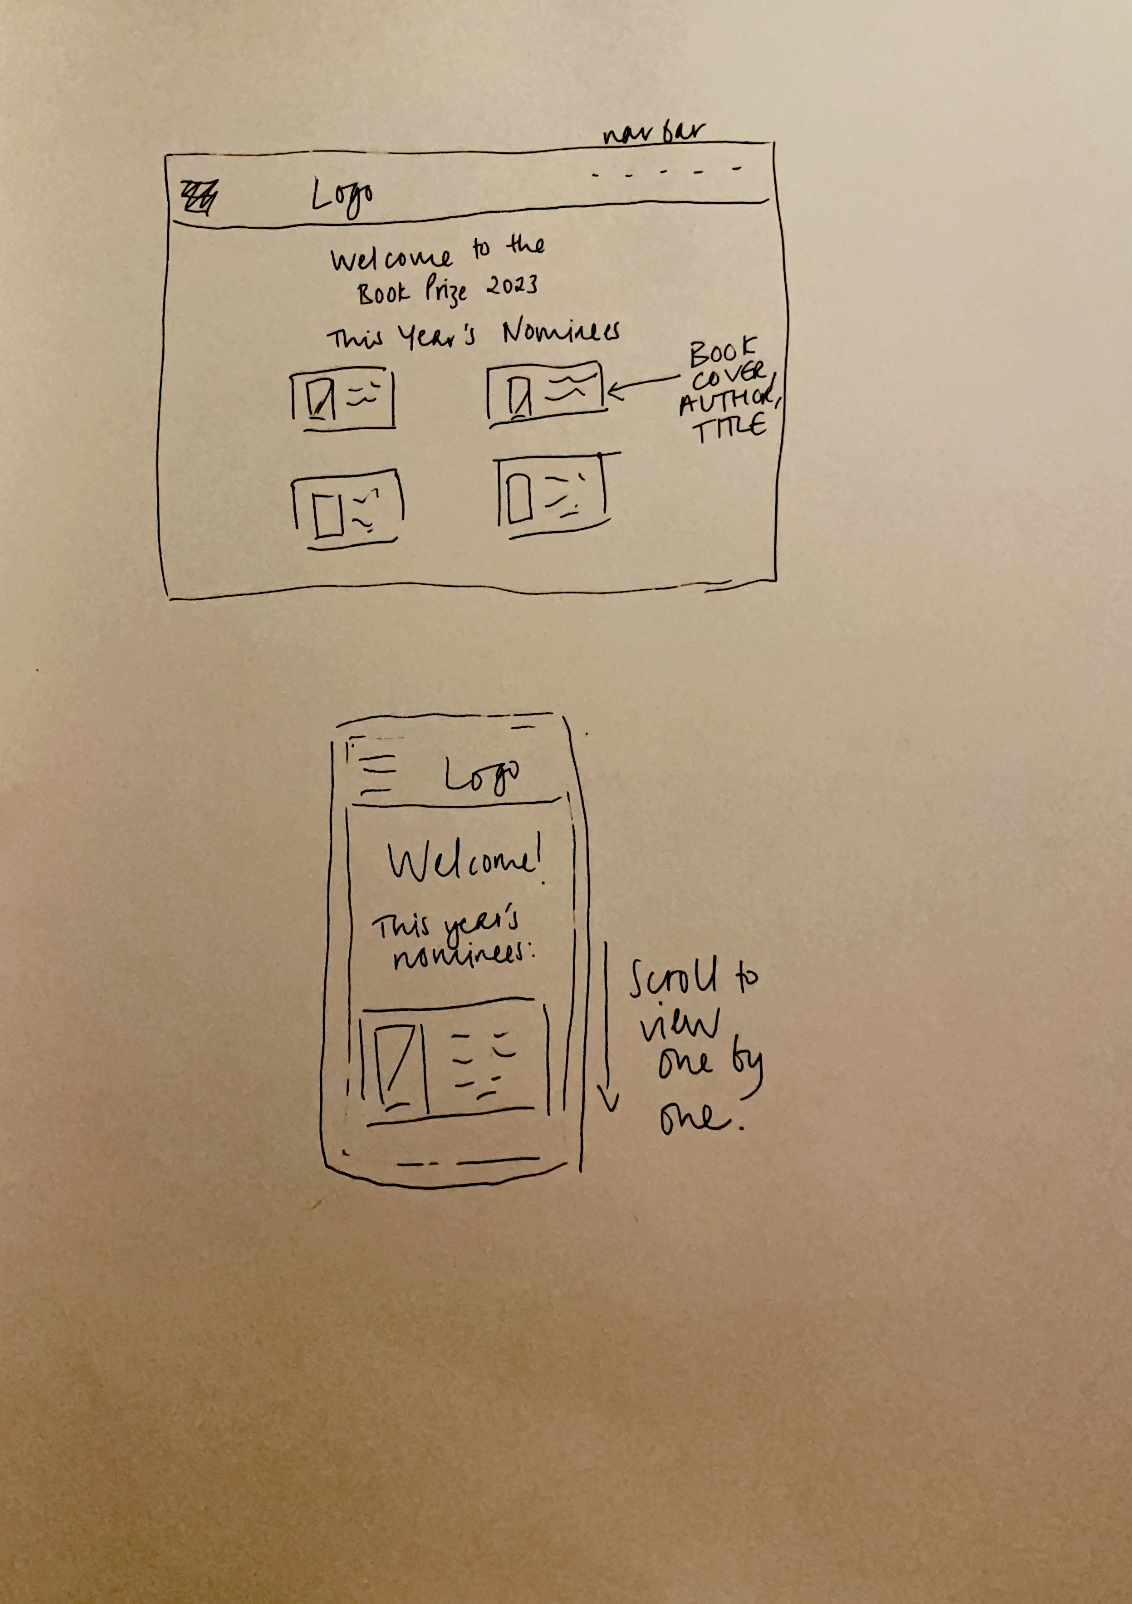 nav bar
Logo
Welcome to the
Book Prize 2023
This Year's Nominees
BOOK
COVER,
AUTHOR,
TITLE
Logo
Welcome!
This year's
nominees:
Scroll to
view
one by
one.